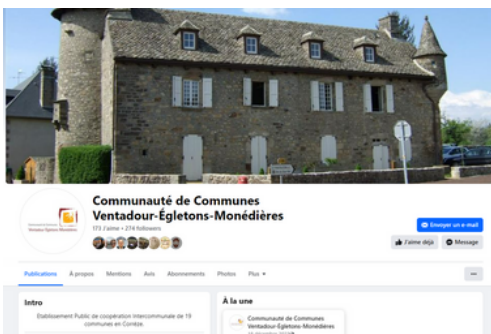 Communauté de Communes
Ventadour-Égletons-Monédières
173 J'aime • 274 followers
Envoyer un e-mail
J'aime déjà
Message
Publications
À propos
Mentions
Avis
Abonnements
Photos
Plus
Intro
Etablissement Public de coopération intercommunale de 19
communes en Corrèze.
À la une
Communauté de Communes
Ventadour-Égletons-Monédières